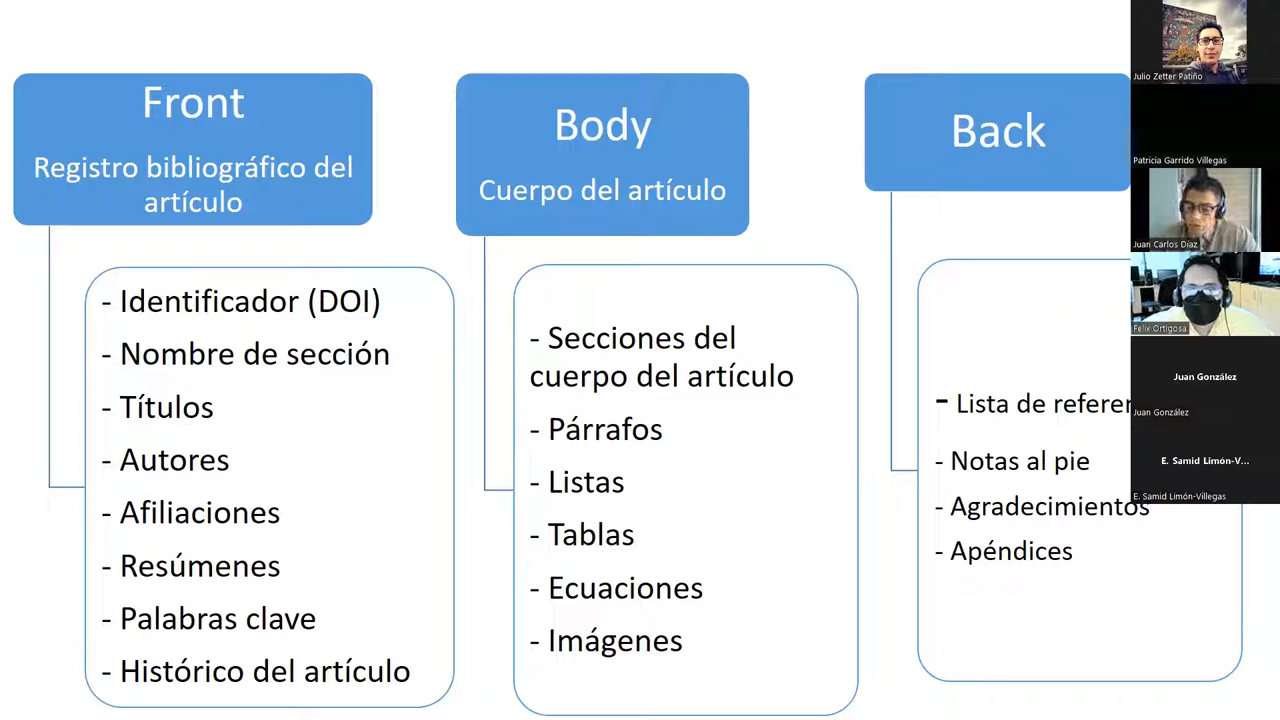 Front
Registro bibliográfico del
artículo
- Identificador (DOI)
- Nombre de sección
- Títulos
- Autores
- Afiliaciones
- Resúmenes
- Palabras clave
- Histórico del artículo
Body
Cuerpo del artículo
- Secciones del
cuerpo del artículo
- Párrafos
- Listas
- Tablas
- Ecuaciones
- Imágenes
Back
- Lista de
- Notas al pie
- Agradecimientos
- Apéndices
Julio Zetter Patiño
Patricia Garrido Villegas
Juan Carlos Díaz
Felix Ortigosa
Juan González
Juan González
E. Samid Limón-V...
E. Samid Limón-Villegas